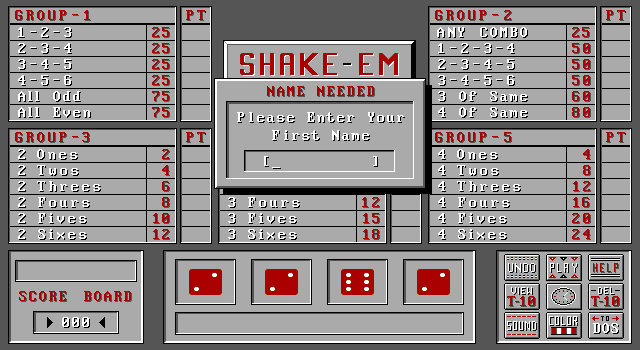 GROUP-1 PT
1-2-3 25
2-3-4 25
3-4-5 25
4-5-6 25
All Odd 75
All Even 75
GROUP-2 PT
ANY COMBO 25
1-2-3-4 50
2-3-4-5 50
3-4-5-6 50
3 Of Same 60
4 Of Same 80
SHAKE-EM
NAME NEEDED
Please Enter Your
First Name
[_ ]
GROUP-3 PT
2 Ones 2
2 Twos 4
2 Threes 6
2 Fours 8
2 Fives 10
2 Sixes 12
3 Fours 12
3 Fives 15
3 Sixes 18
GROUP-5 PT
4 Ones 4
4 Twos 8
4 Threes 12
4 Fours 16
4 Fives 20
4 Sixes 24
SCORE BOARD
000
UNDO PLAY HELP
VIEW T-10
-DEL- T-10
SOUND COLOR
←TO DOS